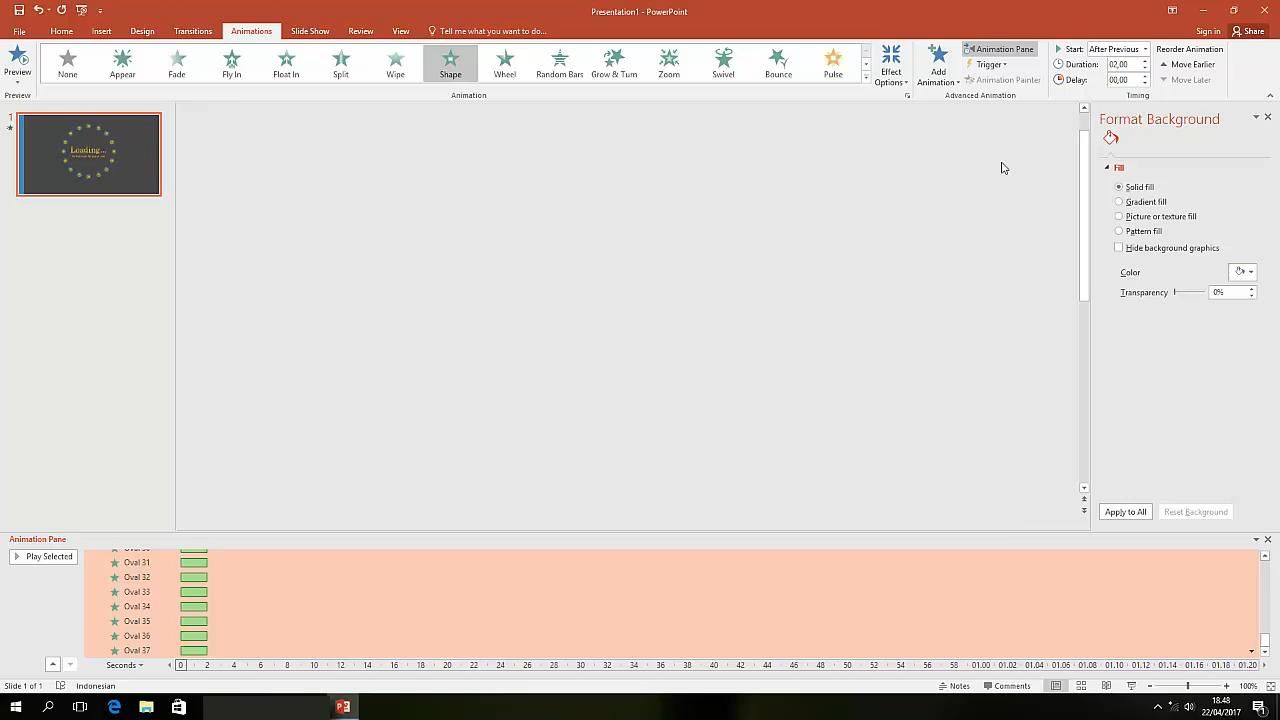 Presentation1 - PowerPoint
Sign in
Share
File
Home
Insert
Design
Transitions
Animations
Slide Show
Review
View
Tell me what you want to do...
Preview
None
Appear
Fade
Fly In
Float In
Split
Wipe
Shape
Wheel
Random Bars
Grow & Turn
Zoom
Swivel
Bounce
Pulse
Effect
Options
Add
Animation
Animation Pane
Trigger
Animation Painter
Start:
After Previous
Duration:
02,00
Delay:
00,00
Reorder Animation
Move Earlier
Move Later
Preview
Animation
Advanced Animation
Timing
1
Loading...
Format Background
Fill
Solid fill
Gradient fill
Picture or texture fill
Pattern fill
Hide background graphics
Color
Transparency
0%
Apply to All
Reset Background
Animation Pane
Play Selected
Oval 31
Oval 32
Oval 33
Oval 34
Oval 35
Oval 36
Oval 37
Seconds
0 2 4 6 8 10 12 14 16 18 20 22 24 26 28 30 32 34 36 38 40 42 44 46 48 50 52 54 56 58 01.00 01.02 01.04 01.06 01.08 01.10 01.12 01.14 01.16 01.18 01.20
Slide 1 of 1
Indonesian
Notes
Comments
100%
18.48
22/04/2017